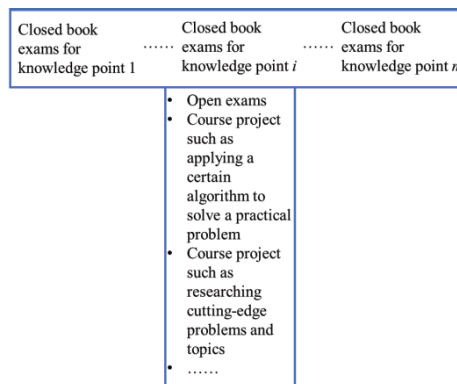 Closed book
exams for
knowledge point 1
……
Closed book
exams for
knowledge point i
……
Closed book
exams for
knowledge point n
• Open exams
• Course project
such as
applying a
certain
algorithm to
solve a practical
problem
• Course project
such as
researching
cutting-edge
problems and
topics
• ……